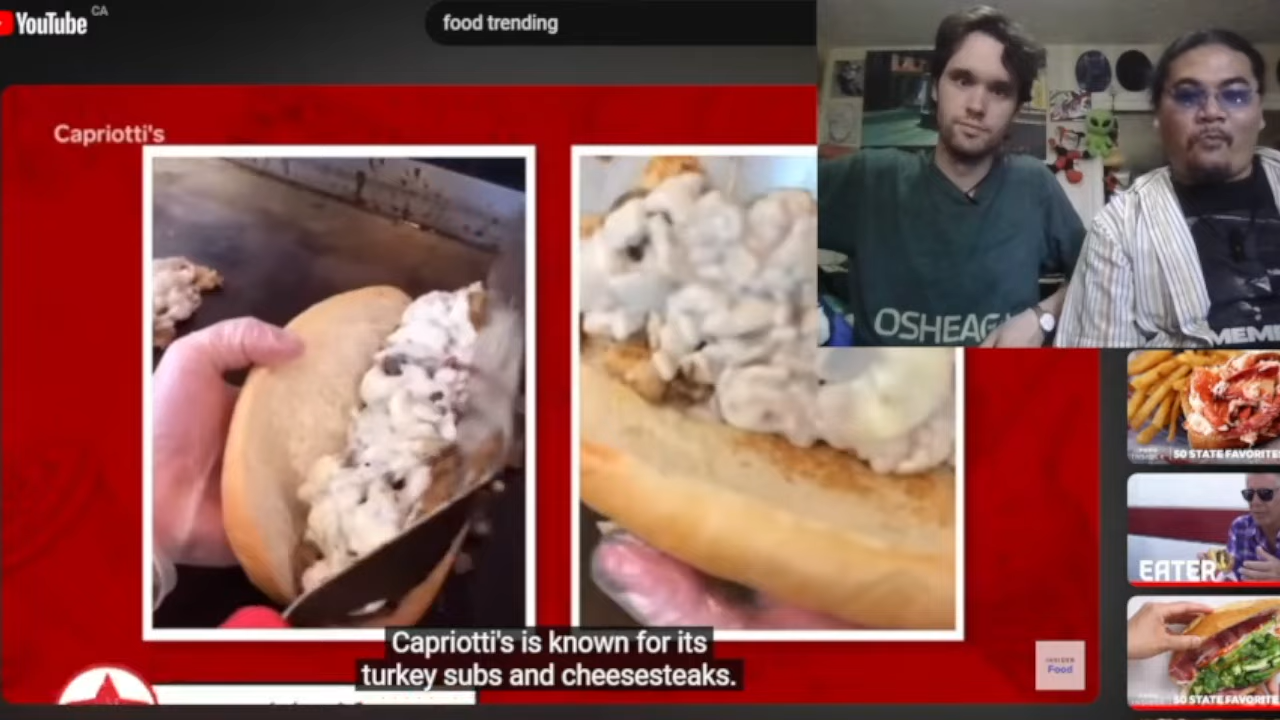 YouTube CA
food trending
Capriotti's
OSHEAG
MEME
50 STATE FAVORITES
EATER
Capriotti's is known for its
turkey subs and cheesesteaks.
INSIDER
Food
50 STATE FAVORITE